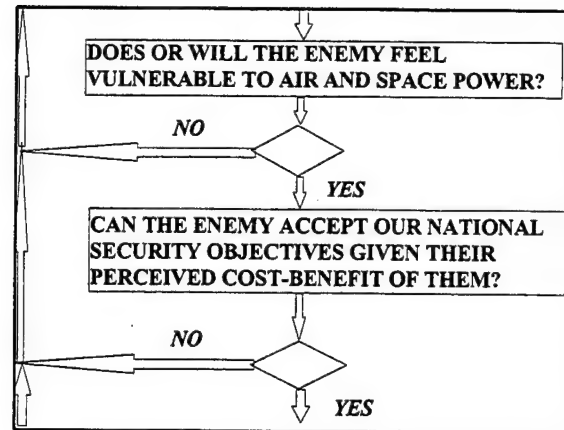 DOES OR WILL THE ENEMY FEEL
VULNERABLE TO AIR AND SPACE POWER?
NO
YES
CAN THE ENEMY ACCEPT OUR NATIONAL
SECURITY OBJECTIVES GIVEN THEIR
PERCEIVED COST-BENEFIT OF THEM?
NO
YES